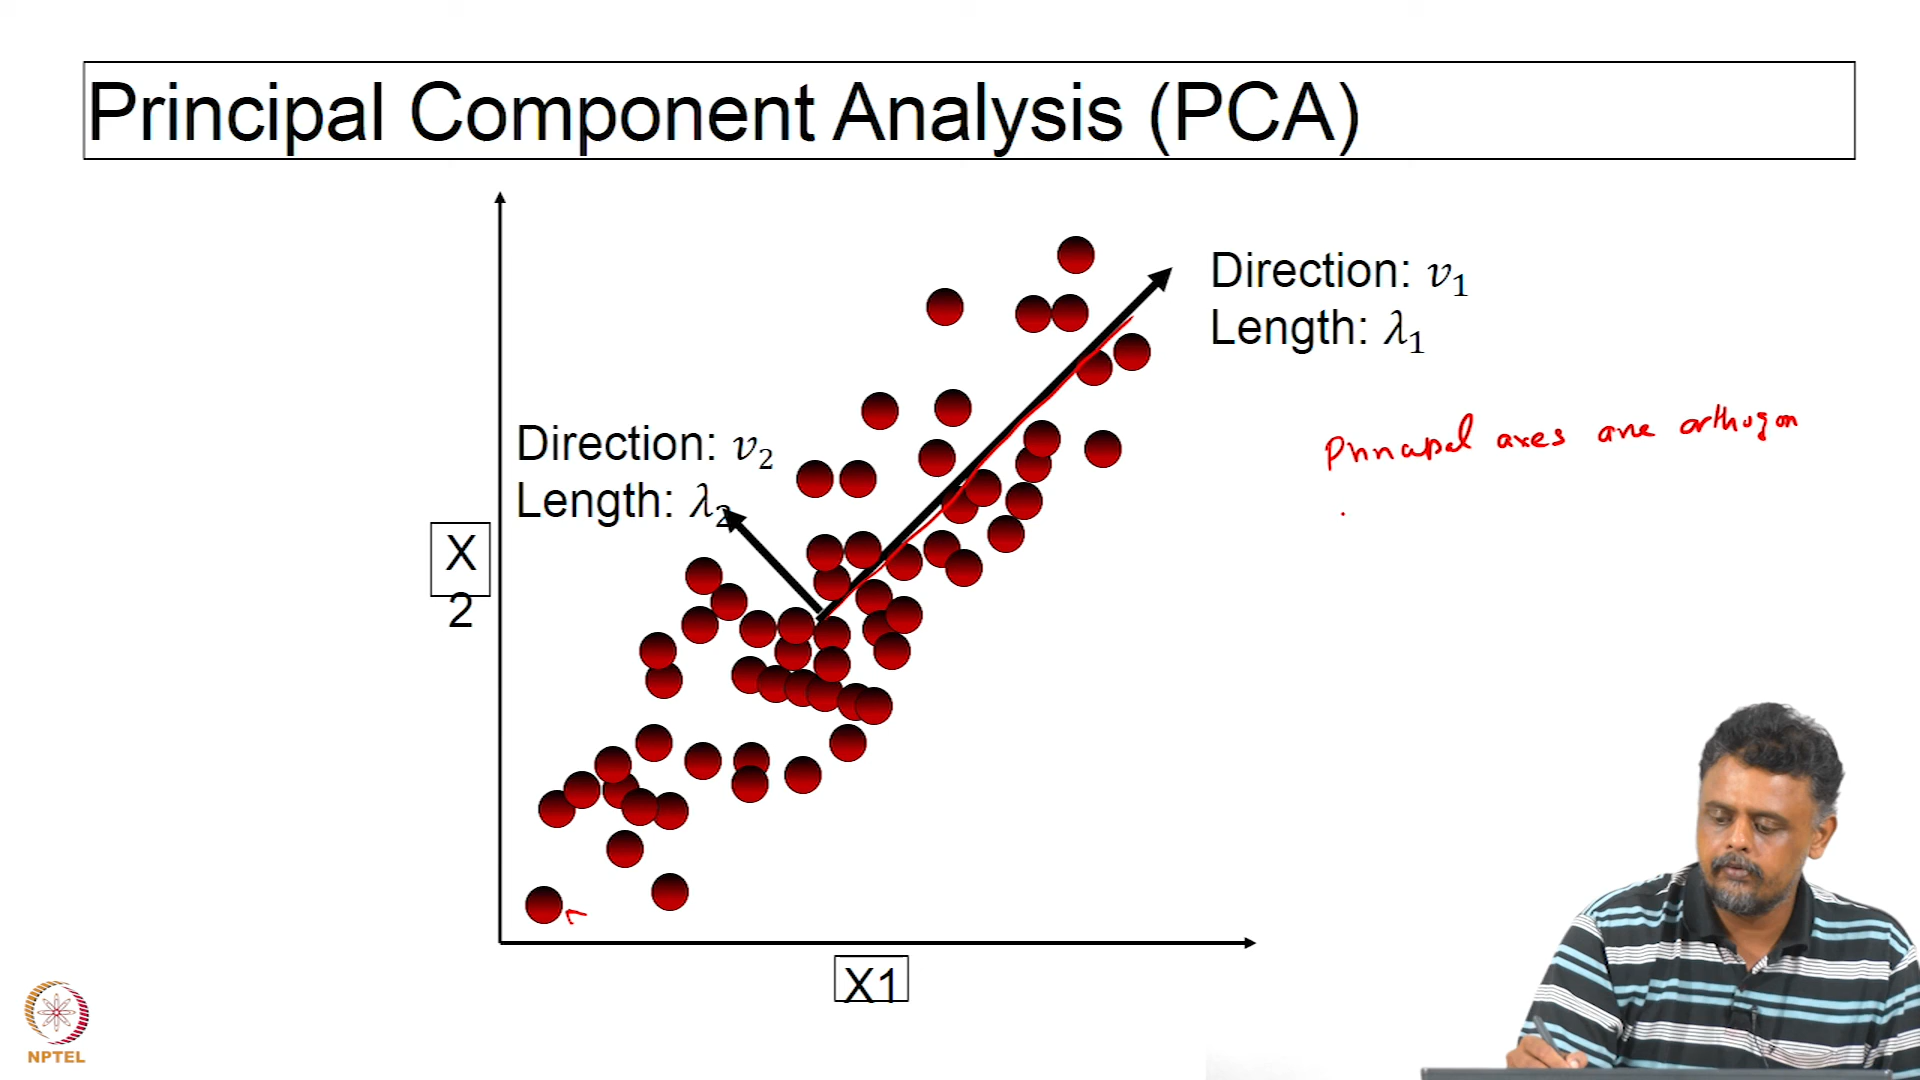 Principal Component Analysis (PCA)
Direction: v₁
Length: λ₁
Principal axes are orthogon
Direction: v₂
Length: λ₂
X
2
X1
NPTEL